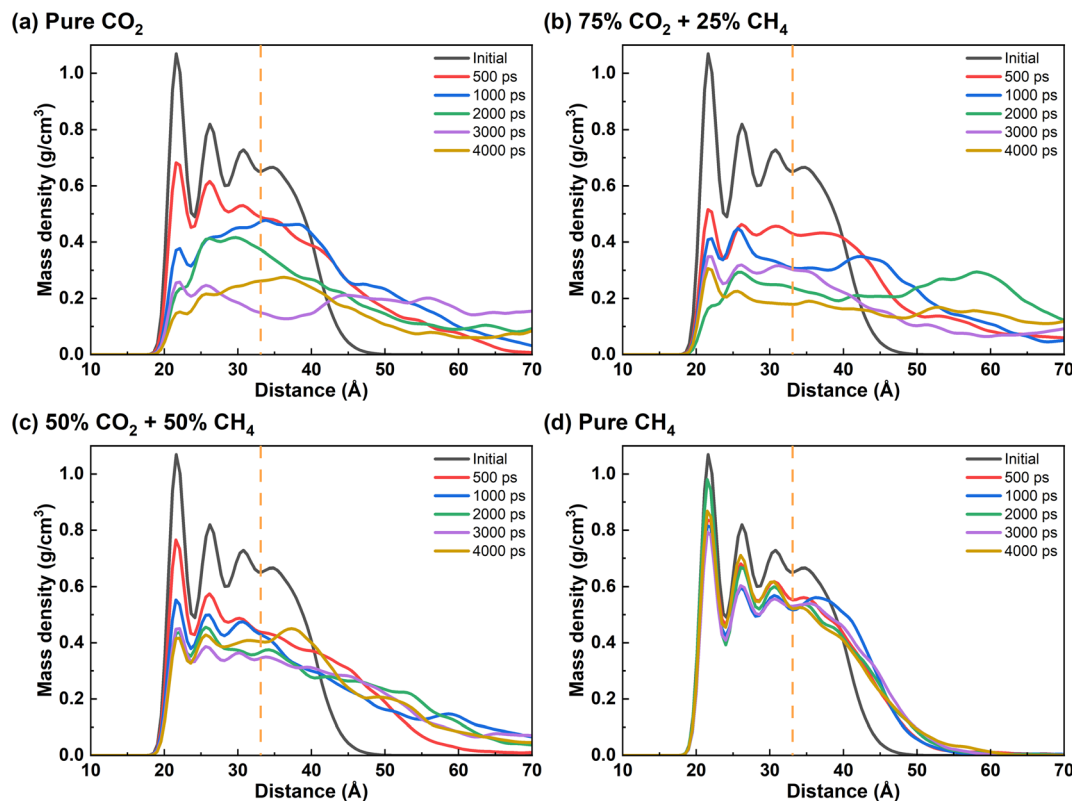 (a) Pure CO₂
Mass density (g/cm³)
1.0
0.8
0.6
0.4
0.2
0.0
Initial
500 ps
1000 ps
2000 ps
3000 ps
4000 ps
10 20 30 40 50 60 70
Distance (Å)
(b) 75% CO₂ + 25% CH₄
Mass density (g/cm³)
1.0
0.8
0.6
0.4
0.2
0.0
Initial
500 ps
1000 ps
2000 ps
3000 ps
4000 ps
10 20 30 40 50 60 70
Distance (Å)
(c) 50% CO₂ + 50% CH₄
Mass density (g/cm³)
1.0
0.8
0.6
0.4
0.2
0.0
Initial
500 ps
1000 ps
2000 ps
3000 ps
4000 ps
10 20 30 40 50 60 70
Distance (Å)
(d) Pure CH₄
Mass density (g/cm³)
1.0
0.8
0.6
0.4
0.2
0.0
Initial
500 ps
1000 ps
2000 ps
3000 ps
4000 ps
10 20 30 40 50 60 70
Distance (Å)